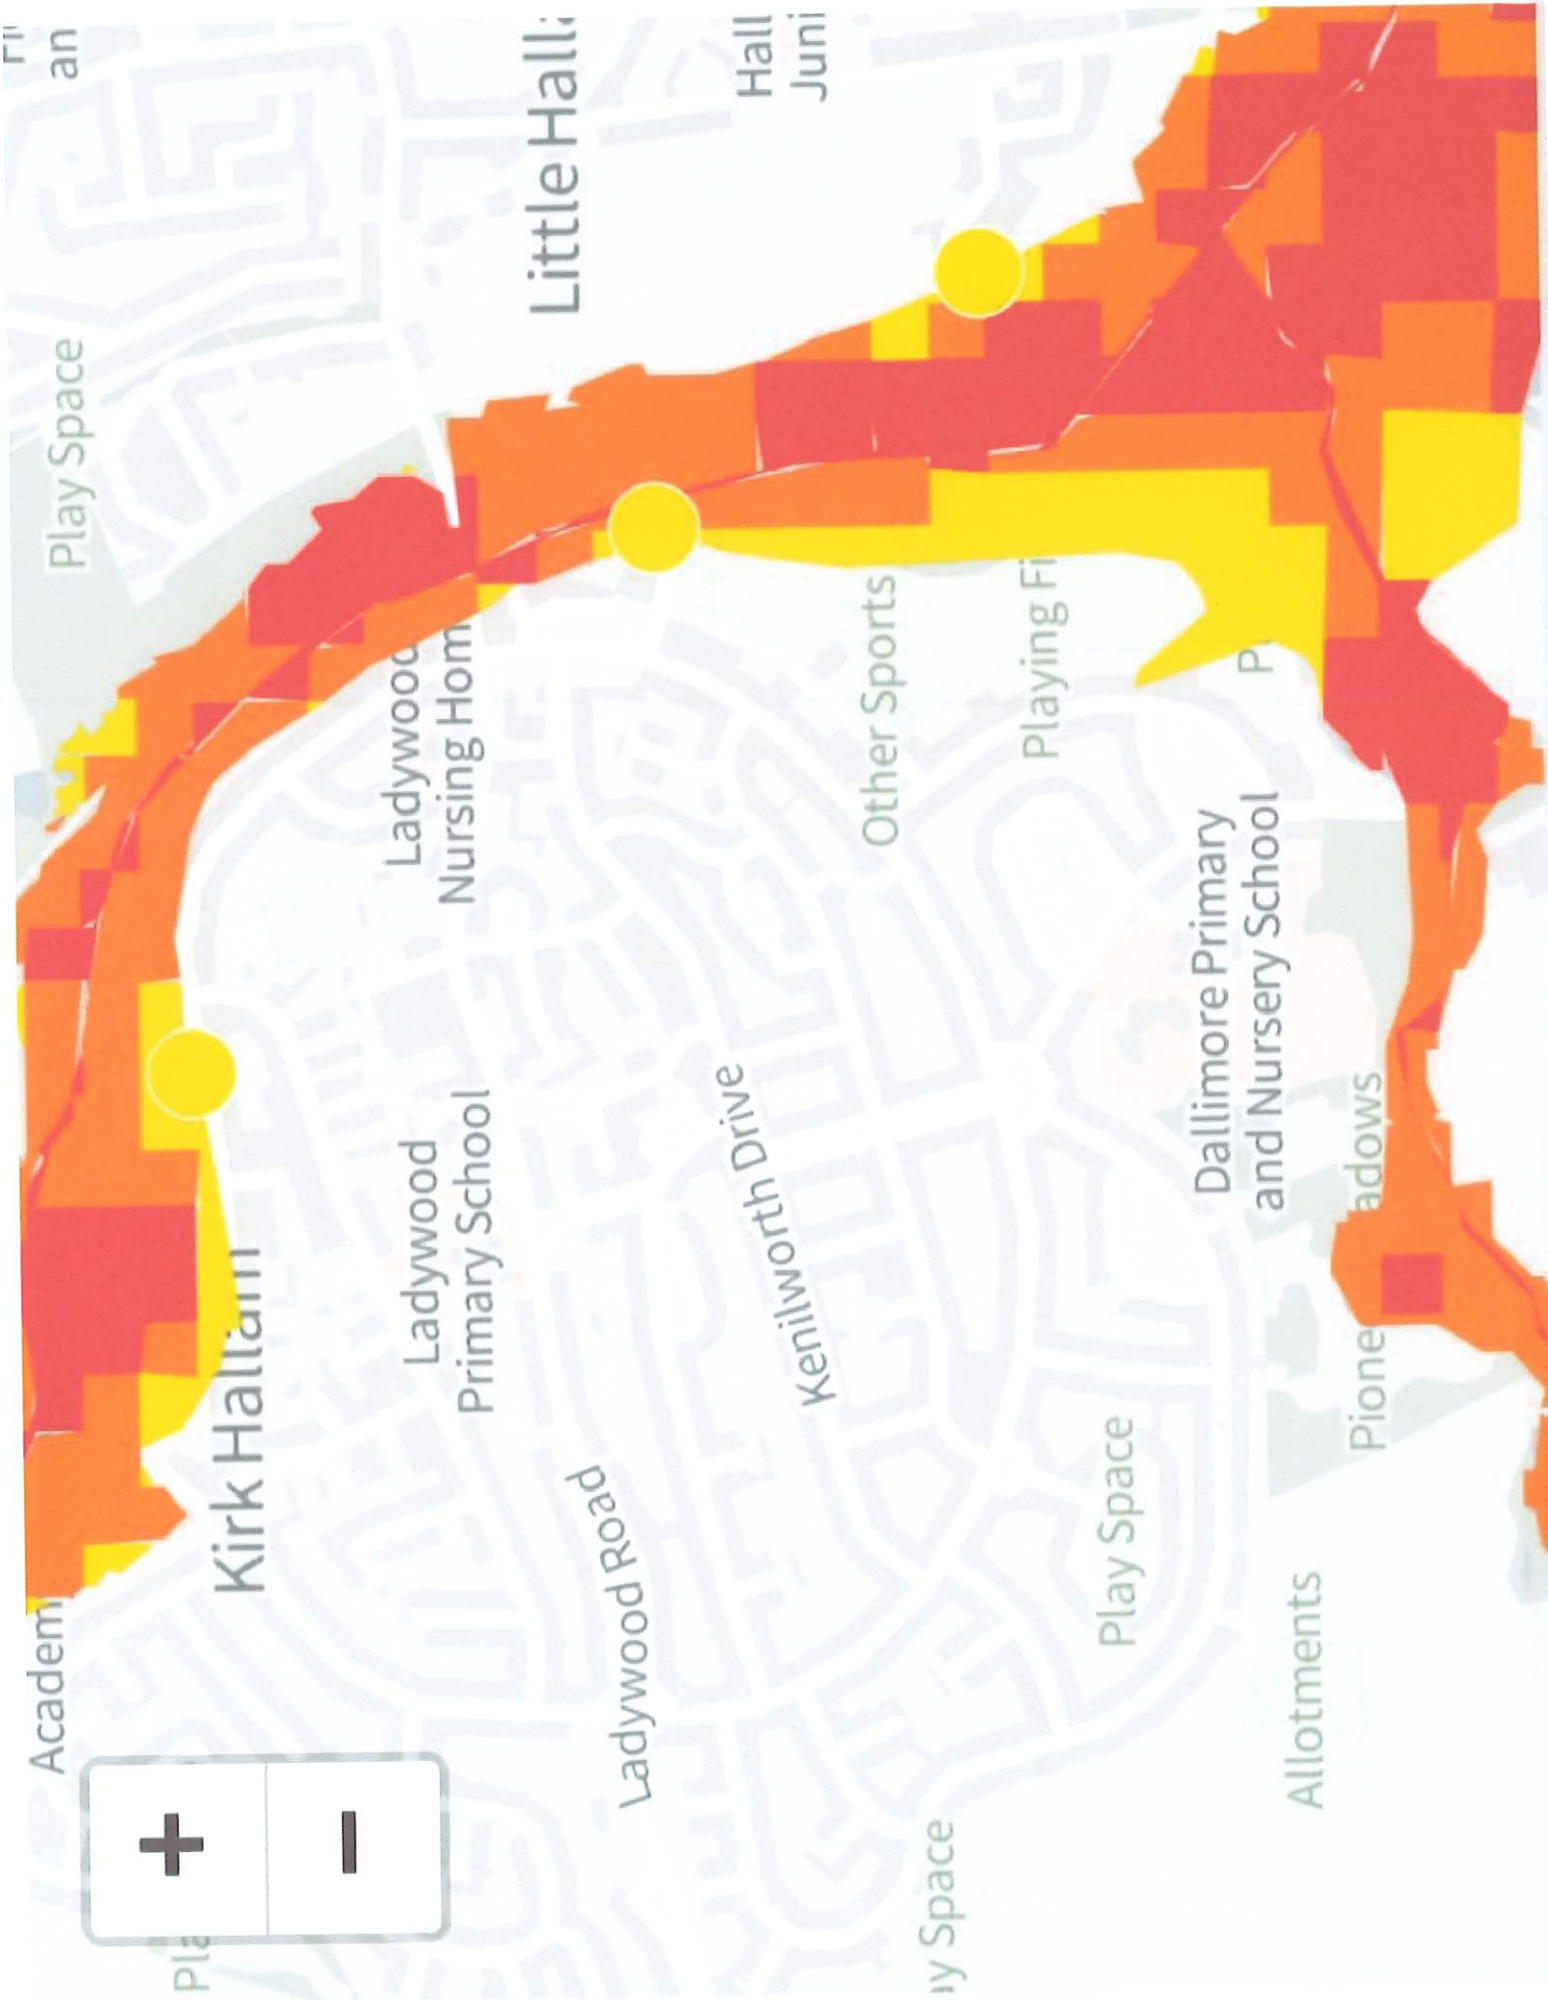 Academ
an
Play Space
Pla
+
Kirk Hallam
−
Ladywood
Nursing Hom
Ladywood
Primary School
Little Halla
Ladywood Road
Kenilworth Drive
Hall
Juni
Other Sports
y Space
Playing Fi
Play Space
Dallimore Primary
and Nursery School
P
Allotments
Pione adows